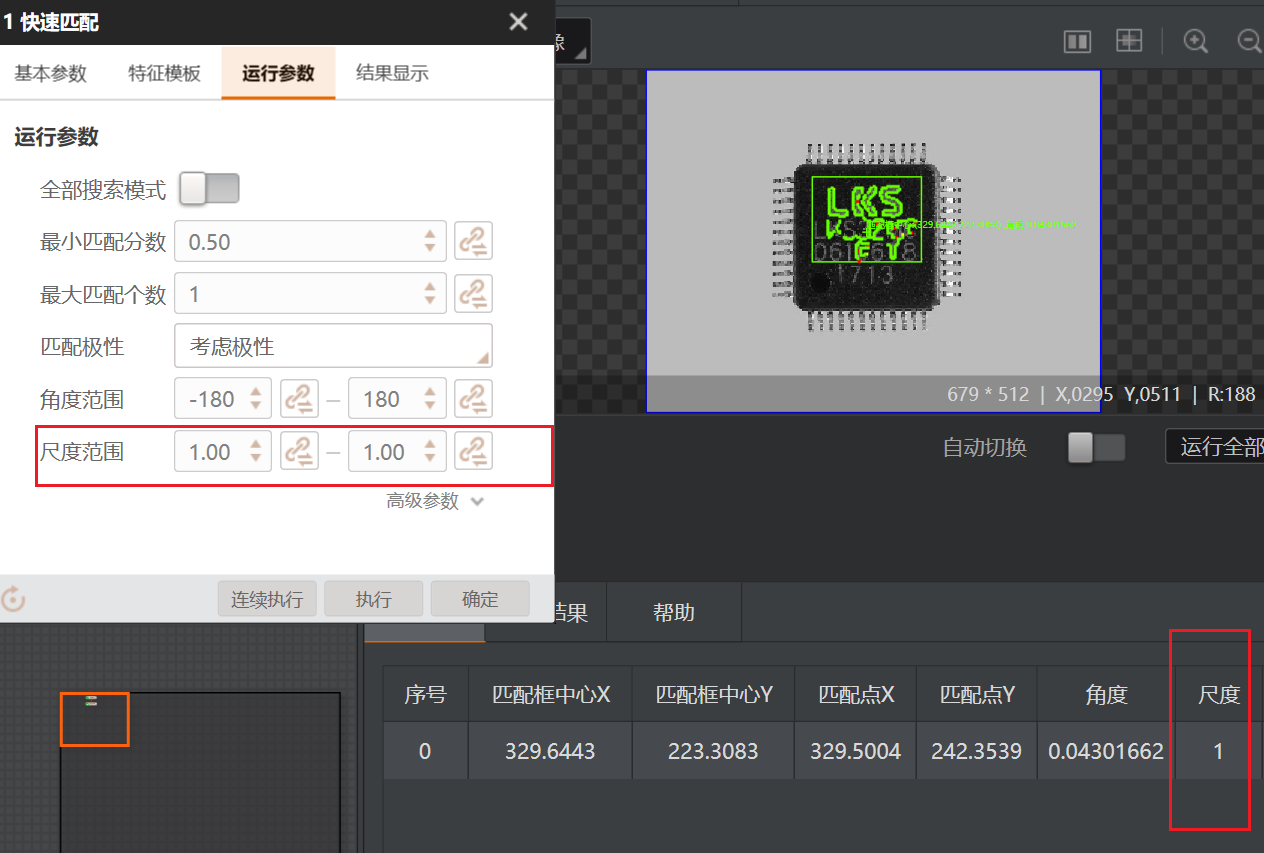 1 快速匹配
基本参数 特征模板 运行参数 结果显示
运行参数
全部搜索模式
最小匹配分数 0.50
最大匹配个数 1
匹配极性 考虑极性
角度范围 -180 180
尺度范围 1.00 1.00
高级参数
连续执行 执行 确定
LKS
1713
679 * 512 | X,0295 Y,0511 | R:188
自动切换 运行全部
结果 帮助
序号 匹配框中心X 匹配框中心Y 匹配点X 匹配点Y 角度 尺度
0 329.6443 223.3083 329.5004 242.3539 0.04301662 1